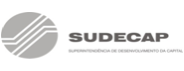 SUDECAP
SUPERINTENDÊNCIA DE DESENVOLVIMENTO DA CAPITAL